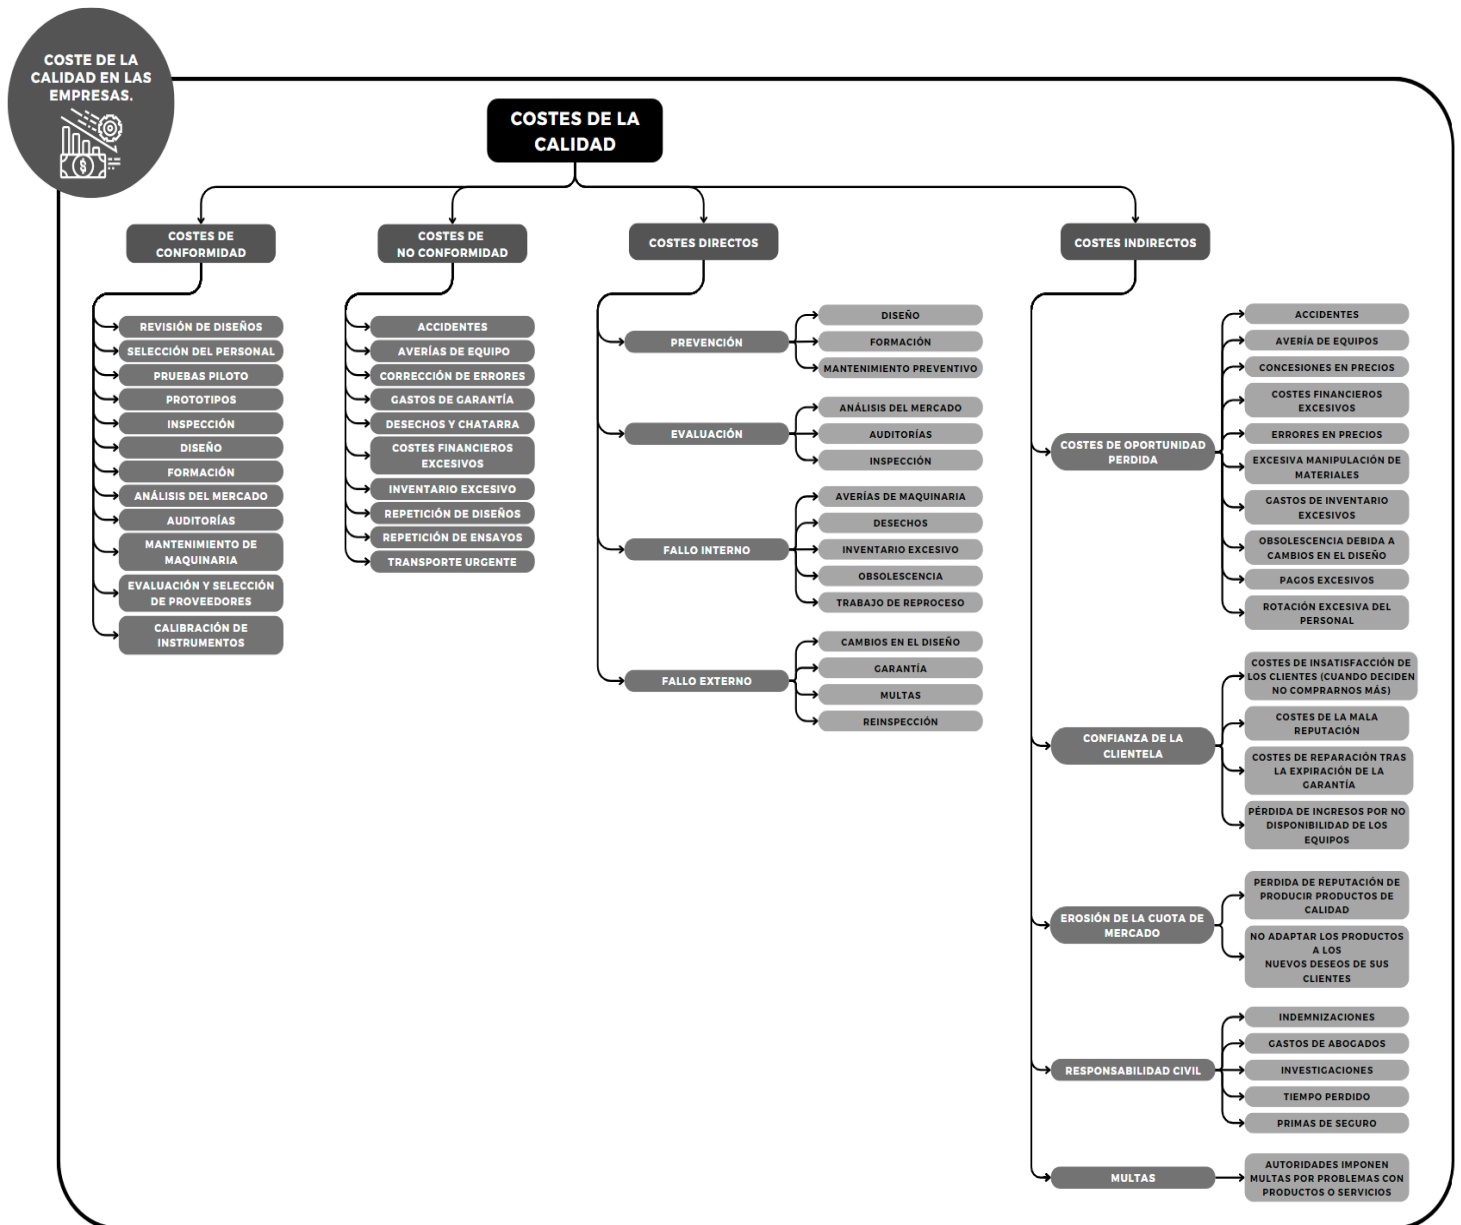 COSTE DE LA
CALIDAD EN LAS
EMPRESAS.
$
COSTES DE LA
CALIDAD
COSTES DE
CONFORMIDAD
REVISIÓN DE DISEÑOS
SELECCIÓN DEL PERSONAL
PRUEBAS PILOTO
PROTOTIPOS
INSPECCIÓN
DISEÑO
FORMACIÓN
ANÁLISIS DEL MERCADO
AUDITORÍAS
MANTENIMIENTO DE
MAQUINARIA
EVALUACIÓN Y SELECCIÓN
DE PROVEEDORES
CALIBRACIÓN DE
INSTRUMENTOS
COSTES DE
NO CONFORMIDAD
ACCIDENTES
AVERÍAS DE EQUIPO
CORRECCIÓN DE ERRORES
GASTOS DE GARANTÍA
DESECHOS Y CHATARRA
COSTES FINANCIEROS
EXCESIVOS
INVENTARIO EXCESIVO
REPETICIÓN DE DISEÑOS
REPETICIÓN DE ENSAYOS
TRANSPORTE URGENTE
COSTES DIRECTOS
PREVENCIÓN
DISEÑO
FORMACIÓN
MANTENIMIENTO PREVENTIVO
EVALUACIÓN
ANÁLISIS DEL MERCADO
AUDITORÍAS
INSPECCIÓN
FALLO INTERNO
AVERÍAS DE MAQUINARIA
DESECHOS
INVENTARIO EXCESIVO
OBSOLESCENCIA
TRABAJO DE REPROCESO
FALLO EXTERNO
CAMBIOS EN EL DISEÑO
GARANTÍA
MULTAS
REINSPECCIÓN
COSTES INDIRECTOS
COSTES DE OPORTUNIDAD
PERDIDA
ACCIDENTES
AVERÍA DE EQUIPOS
CONCESIONES EN PRECIOS
COSTES FINANCIEROS
EXCESIVOS
ERRORES EN PRECIOS
EXCESIVA MANIPULACIÓN DE
MATERIALES
GASTOS DE INVENTARIO
EXCESIVOS
OBSOLESCENCIA DEBIDA A
CAMBIOS EN EL DISEÑO
PAGOS EXCESIVOS
ROTACIÓN EXCESIVA DEL
PERSONAL
CONFIANZA DE LA
CLIENTELA
COSTES DE INSATISFACCIÓN DE
LOS CLIENTES (CUANDO DECIDEN
NO COMPRARNOS MÁS)
COSTES DE LA MALA
REPUTACIÓN
COSTES DE REPARACIÓN TRAS
LA EXPIRACIÓN DE LA
GARANTÍA
PÉRDIDA DE INGRESOS POR NO
DISPONIBILIDAD DE LOS
EQUIPOS
EROSIÓN DE LA CUOTA DE
MERCADO
PERDIDA DE REPUTACIÓN DE
PRODUCIR PRODUCTOS DE
CALIDAD
NO ADAPTAR LOS PRODUCTOS
A LOS
NUEVOS DESEOS DE SUS
CLIENTES
RESPONSABILIDAD CIVIL
INDEMNIZACIONES
GASTOS DE ABOGADOS
INVESTIGACIONES
TIEMPO PERDIDO
PRIMAS DE SEGURO
MULTAS
AUTORIDADES IMPONEN
MULTAS POR PROBLEMAS CON
PRODUCTOS O SERVICIOS